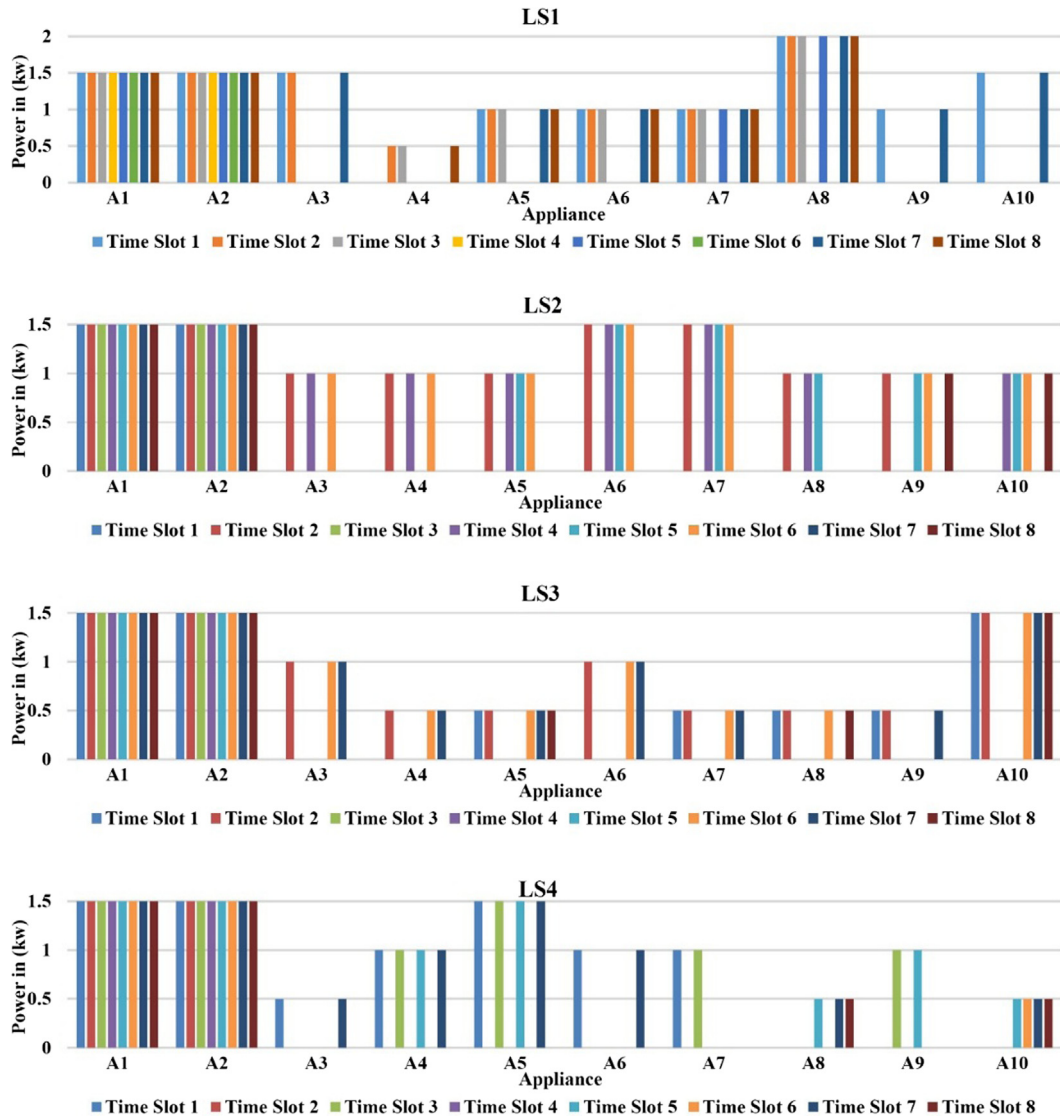 LS1
Power in (kw)
2
1.5
1
0.5
0
A1 A2 A3 A4 A5 A6 A7 A8 A9 A10
Appliance
Time Slot 1 Time Slot 2 Time Slot 3 Time Slot 4 Time Slot 5 Time Slot 6 Time Slot 7 Time Slot 8
LS2
Power in (kw)
1.5
1
0.5
0
A1 A2 A3 A4 A5 A6 A7 A8 A9 A10
Appliance
Time Slot 1 Time Slot 2 Time Slot 3 Time Slot 4 Time Slot 5 Time Slot 6 Time Slot 7 Time Slot 8
LS3
Power in (kw)
1.5
1
0.5
0
A1 A2 A3 A4 A5 A6 A7 A8 A9 A10
Appliance
Time Slot 1 Time Slot 2 Time Slot 3 Time Slot 4 Time Slot 5 Time Slot 6 Time Slot 7 Time Slot 8
LS4
Power in (kw)
1.5
1
0.5
0
A1 A2 A3 A4 A5 A6 A7 A8 A9 A10
Appliance
Time Slot 1 Time Slot 2 Time Slot 3 Time Slot 4 Time Slot 5 Time Slot 6 Time Slot 7 Time Slot 8